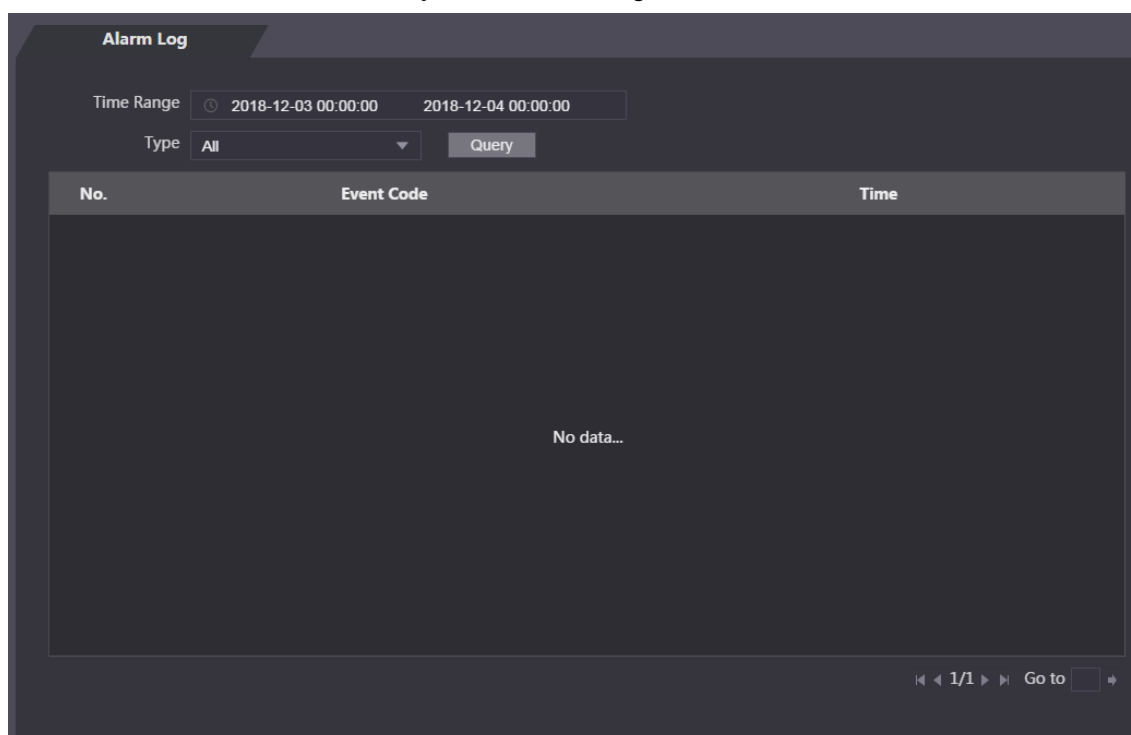 Alarm Log
Time Range 2018-12-03 00:00:00 2018-12-04 00:00:00
Type All Query
No. Event Code Time
No data...
1/1 Go to